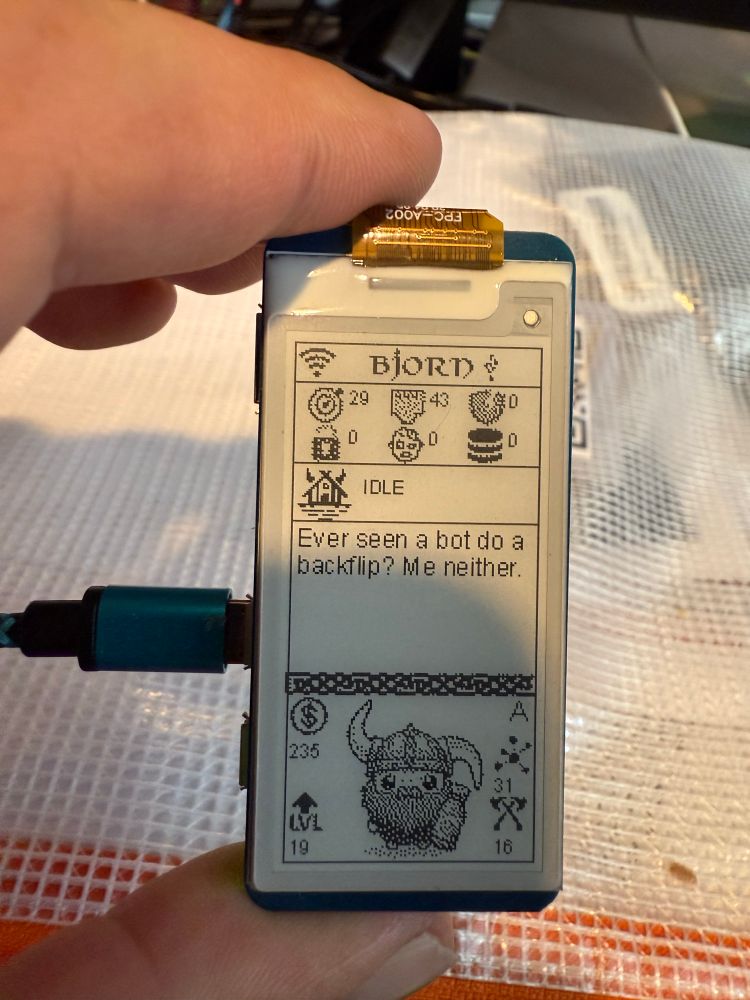 FPC-A002
BJORN
29 43 0
0 0 0
IDLE
Ever seen a bot do a
backflip? Me neither.
$ A
235
31
LVL
19 16